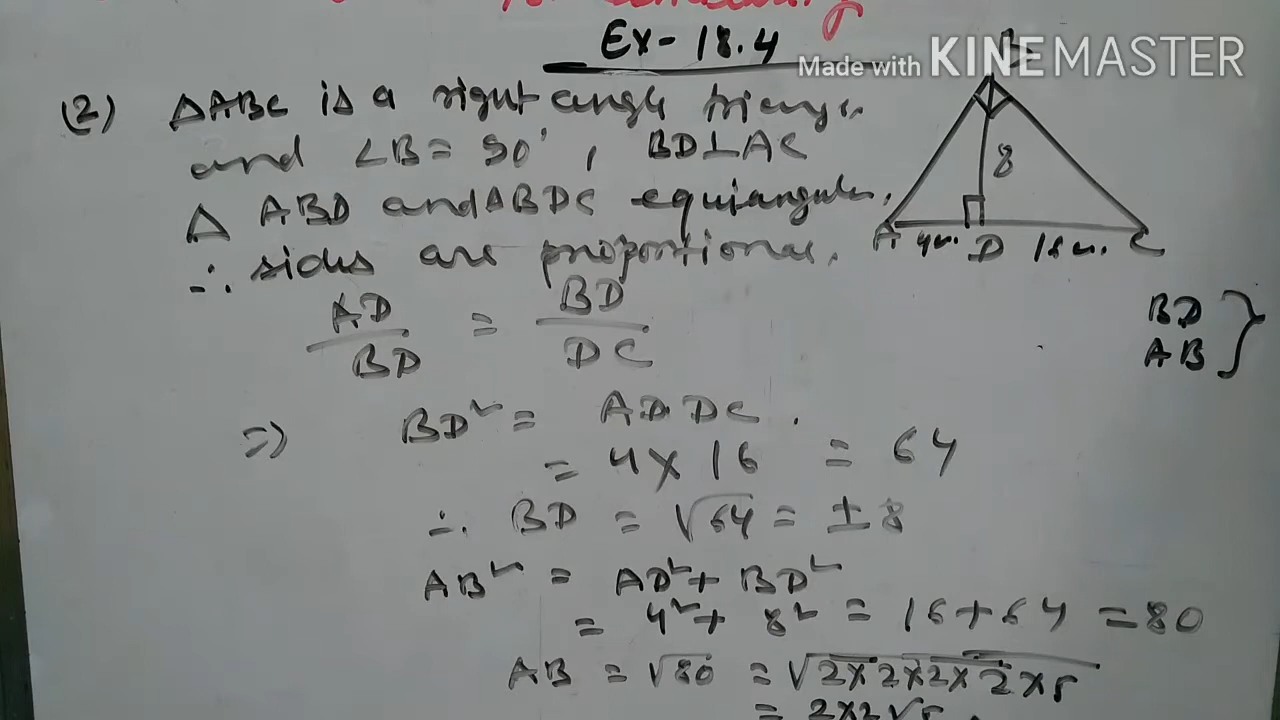 Ex-18.4
Made with KINEMASTER
B
(2) ΔABC is a right angle triangle
and ∠B = 90°, BD⊥AC
Δ ABD and ΔBDC equiangular.
∴ sides are proportional.
8
A 4cm. D 16cm. C
AD/BD = BD/DC
BD
AB }
⇒ BD² = AD.DC.
= 4×16 = 64
∴ BD = √64 = ±8
AB² = AD²+BD²
= 4²+8² = 16+64 = 80
AB = √80 = √2×2×2×2×5
= 2×2√5.